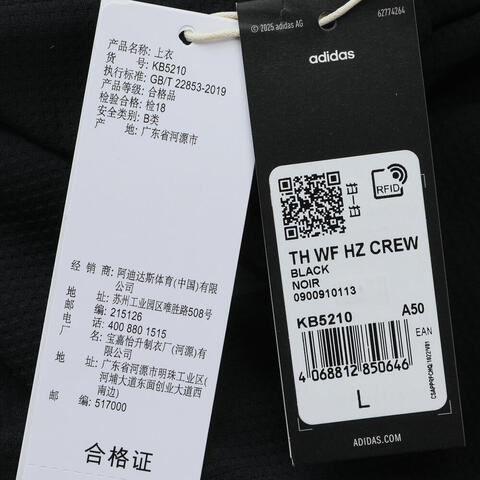 产品名称: 上衣
货 号: KB5210
执行标准: GB/T 22853-2019
产品等级: 合格品
检验合格: 检18
安全类别: B类
产 地: 广东省河源市
经 销 商: 阿迪达斯体育(中国)有限
公司
地 址: 苏州工业园区唯胜路508号
邮 编: 215126
电 话: 400 880 1515
厂 名: 宝嘉怡升制衣厂(河源)有
限公司
地 址: 广东省河源市明珠工业区(
河埔大道东面创业大道西
南边)
邮 编: 517000
合格证
© 2025 adidas AG
62774264
adidas
RFID
TH WF HZ CREW
BLACK
NOIR
0900910113
KB5210 A50
EAN
4 068812 850646
L
ADIDAS.COM